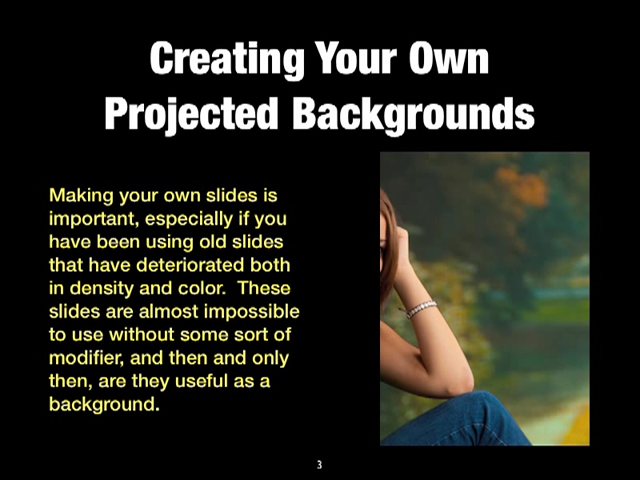 Creating Your Own
Projected Backgrounds
Making your own slides is
important, especially if you
have been using old slides
that have deteriorated both
in density and color.  These
slides are almost impossible
to use without some sort of
modifier, and then and only
then, are they useful as a
background.
3